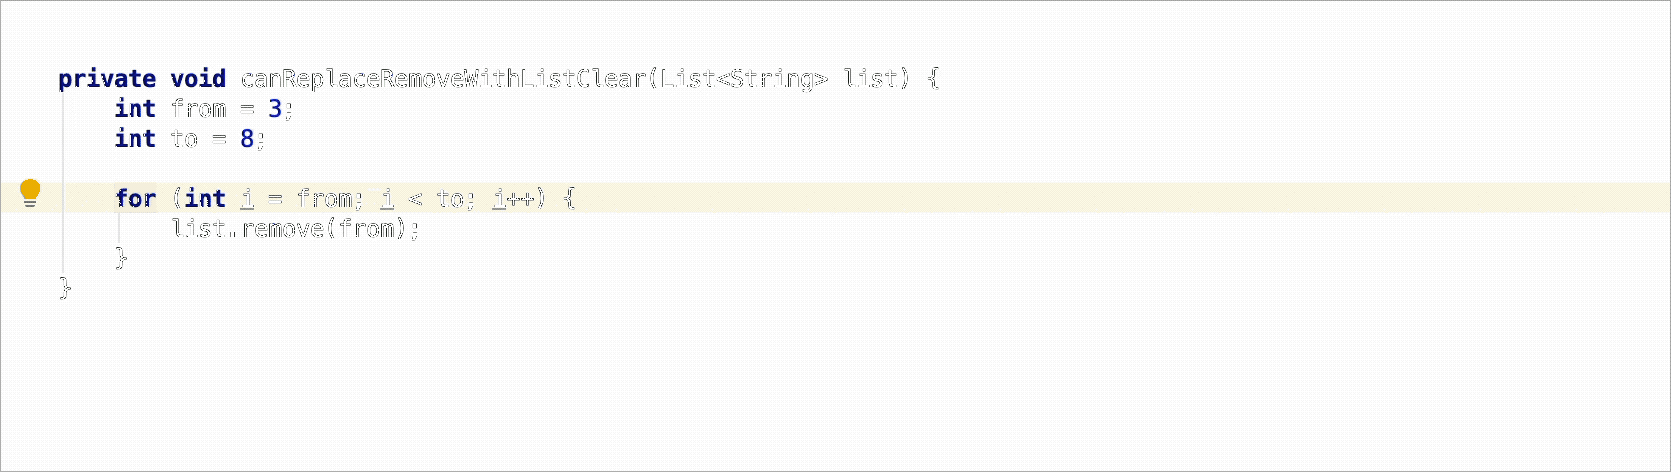 private void canReplaceRemoveWithListClear(List<String> list) {
    int from = 3;
    int to = 8;
    for (int i = from; i < to; i++) {
        list.remove(from);
    }
}